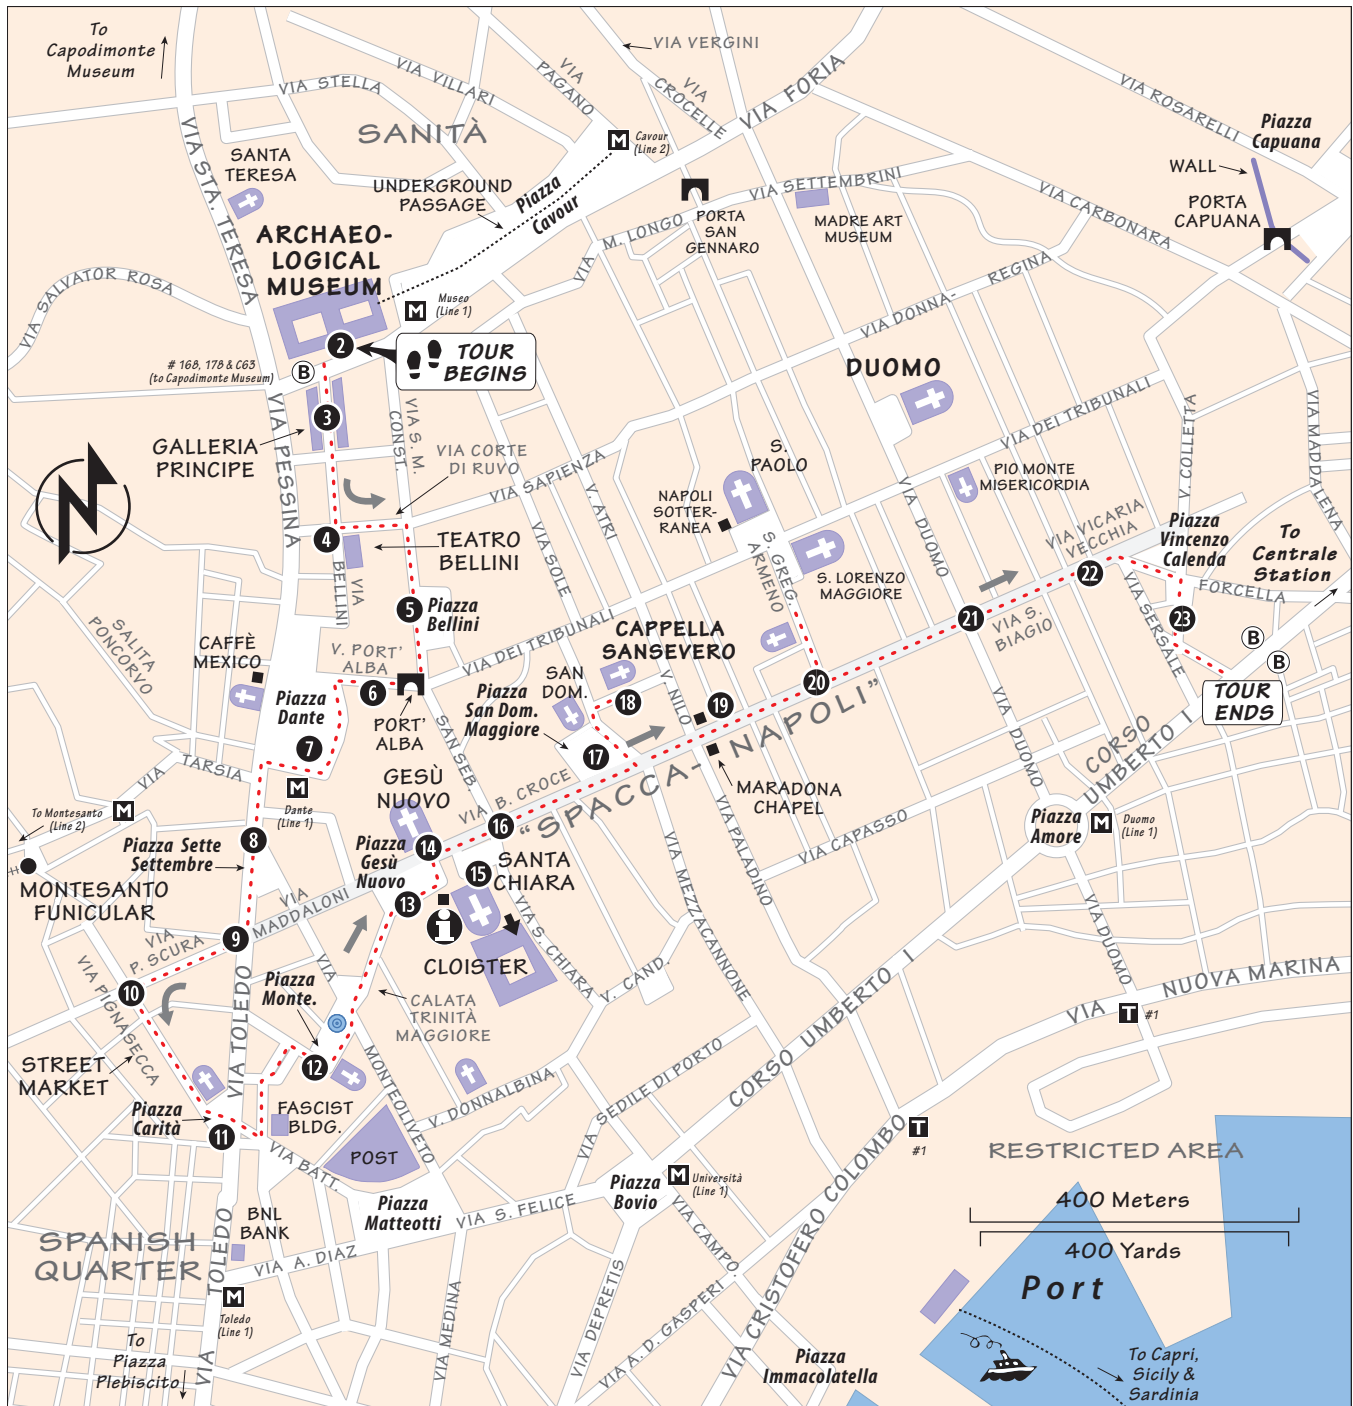 To
Capodimonte
Museum
VIA VERGINI
VIA VILLARI
VIA
PAGANO
VIA
CROCELLE
VIA FORIA
VIA STELLA
VIA ROSARELLI
Piazza
Capuana
SANITÀ
M
Cavour
(Line 2)
WALL
VIA STA. TERESA
SANTA
TERESA
UNDERGROUND
PASSAGE
Piazza
Cavour
VIA SETTEMBRINI
VIA CARBONARA
PORTA
CAPUANA
PORTA
SAN
GENNARO
MADRE ART
MUSEUM
VIA M. LONGO
ARCHAEO-
LOGICAL
MUSEUM
VIA SALVATOR ROSA
VIA DONNA-REGINA
M
Museo
(Line 1)
2
TOUR
BEGINS
# 168, 178 & C63
(to Capodimonte Museum)
B
DUOMO
3
VIA S. M.
CONST.
VIA DEI TRIBUNALI
V. COLLETTA
VIA MADDALENA
GALLERIA
PRINCIPE
VIA PESSINA
VIA CORTE
DI RUVO
VIA SAPIENZA
S.
PAOLO
PIO MONTE
MISERICORDIA
N
V. ATRI
NAPOLI
SOTTER-
RANEA
VIA DUOMO
VIA VICARIA
VECCHIA
Piazza
Vincenzo
Calenda
To
Centrale
Station
4
TEATRO
BELLINI
VIA SOLE
S. GREG.
ARMENO
S. LORENZO
MAGGIORE
22
FORCELLA
VIA
BELLINI
5
Piazza
Bellini
21
VIA S.
BIAGIO
VIA SERSALE
23
SALITA
PONCORVO
CAFFÈ
MEXICO
V. PORT'
ALBA
VIA DEI TRIBUNALI
CAPPELLA
SANSEVERO
B
B
6
PORT'
ALBA
SAN
DOM.
18
V. NILO
19
20
TOUR
ENDS
Piazza
Dante
Piazza
San Dom.
Maggiore
7
SAN SEB.
17
"SPACCA-NAPOLI"
VIA DUOMO
CORSO
UMBERTO I
VIA TARSIA
M
Dante
(Line 1)
GESÙ
NUOVO
VIA B. CROCE
MARADONA
CHAPEL
To Montesanto
(Line 2)
M
8
16
VIA CAPASSO
Piazza
Amore
M
Duomo
(Line 1)
Piazza Sette
Settembre
Piazza
Gesù
Nuovo
14
15
SANTA
CHIARA
VIA PALADINO
VIA MEZZACANNONE
MONTESANTO
FUNICULAR
VIA
MADDALONI
13
i
VIA S. CHIARA
VIA DUOMO
9
VIA
P. SCURA
CLOISTER
V. CAND.
CORSO UMBERTO I
VIA NUOVA MARINA
10
VIA PIGNASECCA
VIA
Piazza
Monte.
CALATA
TRINITÀ
MAGGIORE
T
#1
VIA TOLEDO
STREET
MARKET
12
MONTEOLIVETO
V. DONNALBINA
VIA SEDILE DI PORTO
Piazza
Carità
11
FASCIST
BLDG.
T
#1
RESTRICTED AREA
VIA BATT.
POST
M
Università
(Line 1)
400 Meters
Piazza
Matteotti
VIA S. FELICE
Piazza
Bovio
VIA CAMPO.
BNL
BANK
400 Yards
SPANISH
QUARTER
VIA A. DIAZ
VIA TOLEDO
M
Toledo
(Line 1)
VIA MEDINA
VIA DEPRETIS
VIA A. D. GASPERI
VIA CRISTOFERO COLOMBO
Port
To
Piazza
Plebiscito
Piazza
Immacolatella
To Capri,
Sicily &
Sardinia